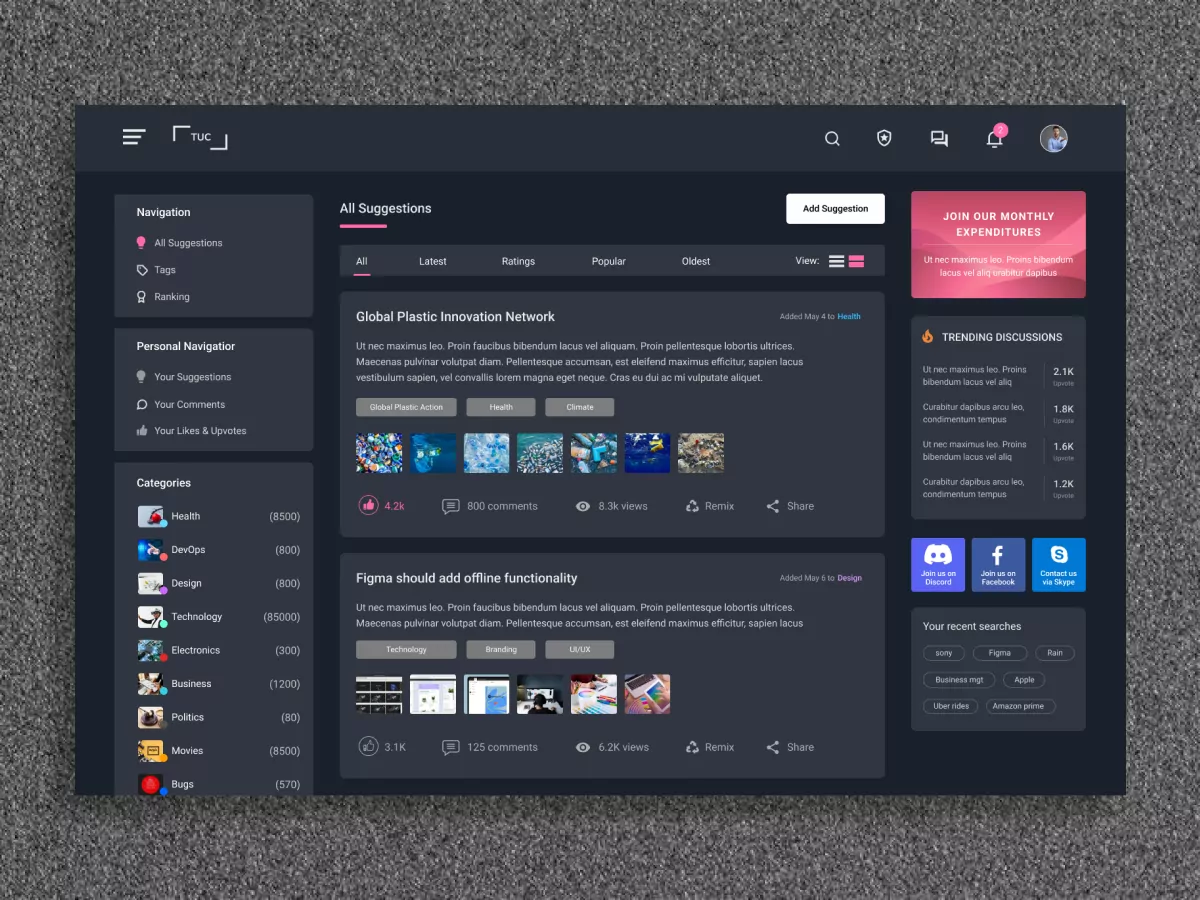 TUC
2
Navigation
All Suggestions
Tags
Ranking
Personal Navigatior
Your Suggestions
Your Comments
Your Likes & Upvotes
Categories
Health (8500)
DevOps (800)
Design (800)
Technology (85000)
Electronics (300)
Business (1200)
Politics (80)
Movies (8500)
Bugs (570)
All Suggestions
Add Suggestion
All Latest Ratings Popular Oldest View:
Global Plastic Innovation Network
Added May 4 to Health
Ut nec maximus leo. Proin faucibus bibendum lacus vel aliquam. Proin pellentesque lobortis ultrices.
Maecenas pulvinar volutpat diam. Pellentesque accumsan, est eleifend maximus efficitur, sapien lacus
vestibulum sapien, vel convallis lorem magna eget neque. Cras eu dui ac mi vulputate aliquet.
Global Plastic Action Health Climate
4.2k 800 comments 8.3k views Remix Share
Figma should add offline functionality
Added May 6 to Design
Ut nec maximus leo. Proin faucibus bibendum lacus vel aliquam. Proin pellentesque lobortis ultrices.
Maecenas pulvinar volutpat diam. Pellentesque accumsan, est eleifend maximus efficitur, sapien lacus
Technology Branding UI/UX
3.1K 125 comments 6.2K views Remix Share
JOIN OUR MONTHLY
EXPENDITURES
Ut nec maximus leo. Proins bibendum
lacus vel aliq urabitur dapibus
TRENDING DISCUSSIONS
Ut nec maximus leo. Proins
bibendum lacus vel aliq
2.1K
Upvote
Curabitur dapibus arcu leo,
condimentum tempus
1.8K
Upvote
Ut nec maximus leo. Proins
bibendum lacus vel aliq
1.6K
Upvote
Curabitur dapibus arcu leo,
condimentum tempus
1.2K
Upvote
Join us on
Discord
Join us on
Facebook
Contact us
via Skype
Your recent searches
sony Figma Rain
Business mgt Apple
Uber rides Amazon prime